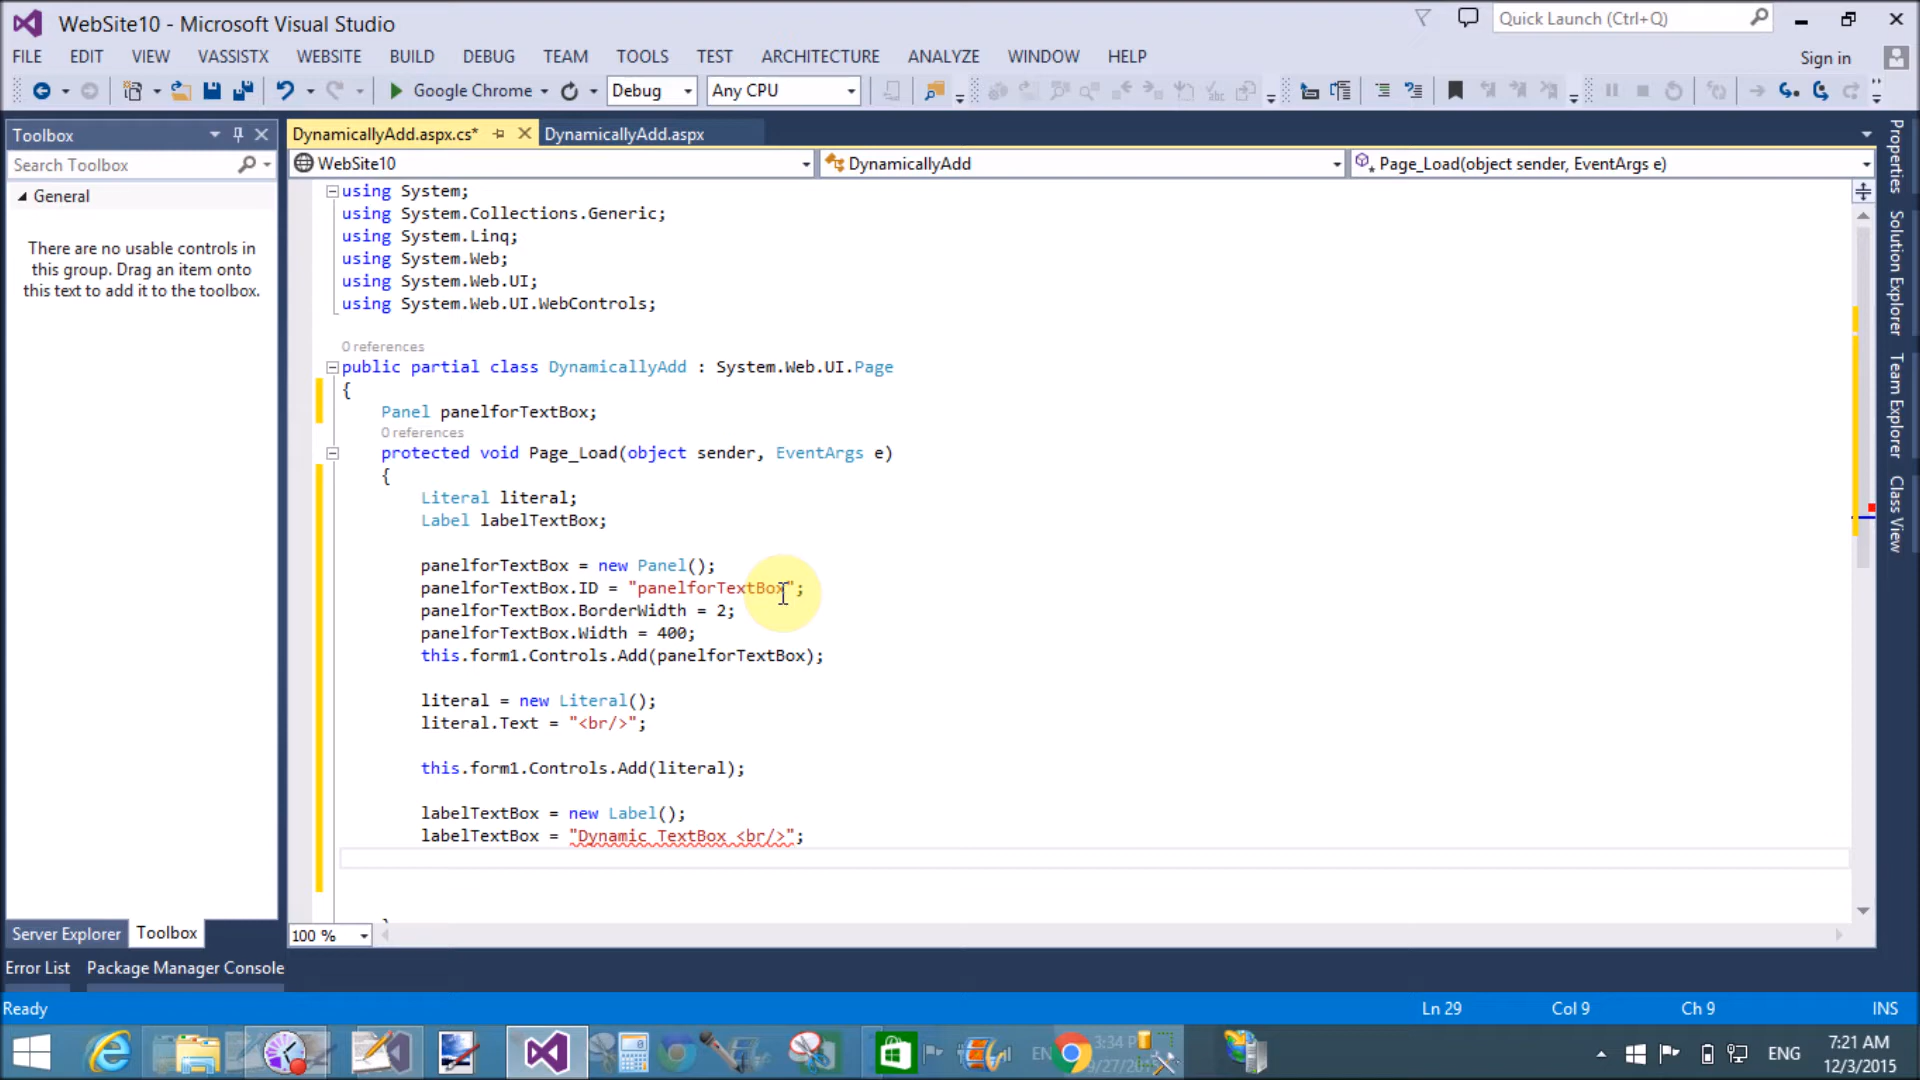 WebSite10 - Microsoft Visual Studio
Quick Launch (Ctrl+Q)
FILE EDIT VIEW VASSISTX WEBSITE BUILD DEBUG TEAM TOOLS TEST ARCHITECTURE ANALYZE WINDOW HELP
Sign in
Google Chrome Debug Any CPU
Toolbox
DynamicallyAdd.aspx.cs* DynamicallyAdd.aspx
Search Toolbox
WebSite10 DynamicallyAdd Page_Load(object sender, EventArgs e)
General
There are no usable controls in
this group. Drag an item onto
this text to add it to the toolbox.
using System;
using System.Collections.Generic;
using System.Linq;
using System.Web;
using System.Web.UI;
using System.Web.UI.WebControls;
0 references
public partial class DynamicallyAdd : System.Web.UI.Page
{
Panel panelforTextBox;
0 references
protected void Page_Load(object sender, EventArgs e)
{
Literal literal;
Label labelTextBox;
panelforTextBox = new Panel();
panelforTextBox.ID = "panelforTextBox";
panelforTextBox.BorderWidth = 2;
panelforTextBox.Width = 400;
this.form1.Controls.Add(panelforTextBox);
literal = new Literal();
literal.Text = "<br/>";
this.form1.Controls.Add(literal);
labelTextBox = new Label();
labelTextBox = "Dynamic TextBox <br/>";
Properties
Solution Explorer
Team Explorer
Class View
Server Explorer Toolbox
100 %
Error List Package Manager Console
Ready Ln 29 Col 9 Ch 9 INS
EN
3:34 P
9/27/20
ENG
7:21 AM
12/3/2015